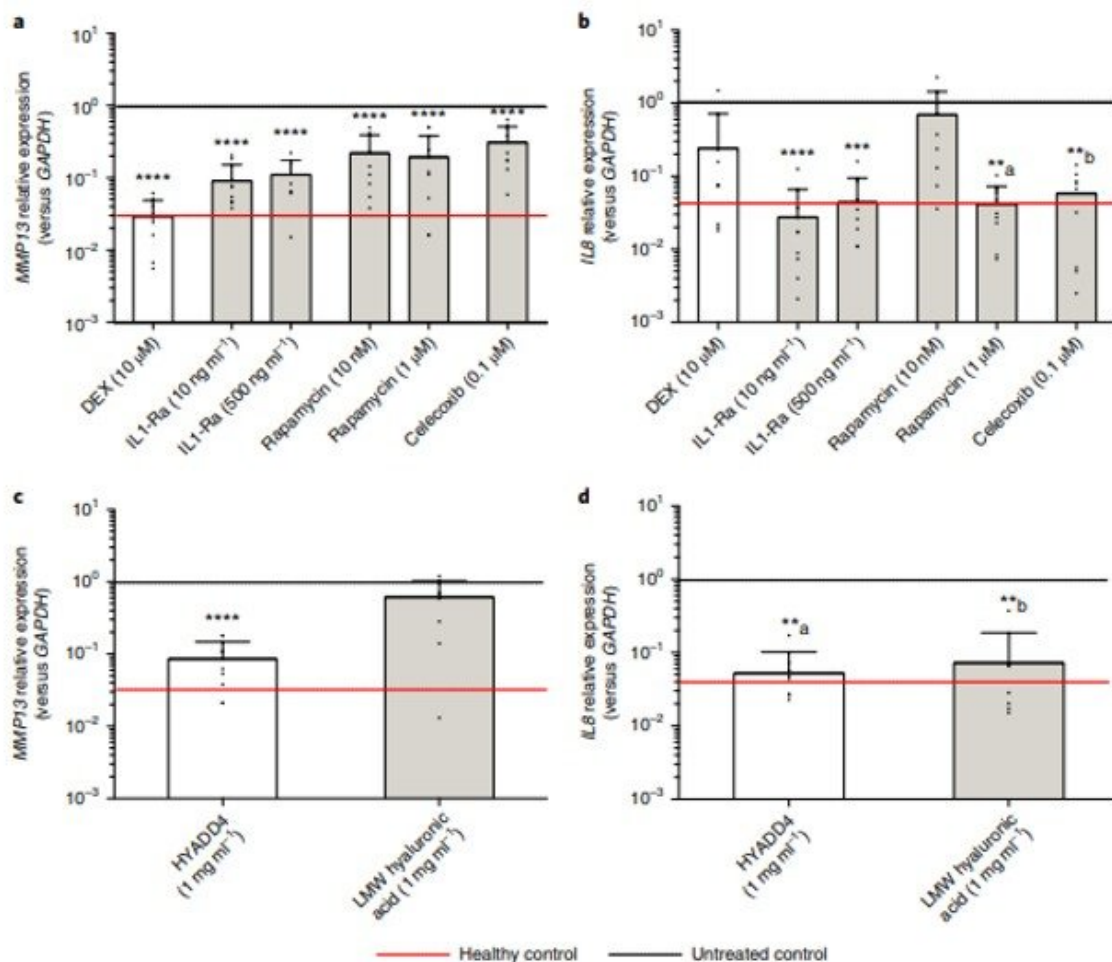 a
MMP13 relative expression
(versus GAPDH)
10¹
10⁰
10⁻¹
10⁻²
10⁻³
****
****
****
****
****
****
DEX (10 µM)
IL1-Ra (10 ng ml⁻¹)
IL1-Ra (500 ng ml⁻¹)
Rapamycin (10 nM)
Rapamycin (1 µM)
Celecoxib (0.1 µM)
b
IL8 relative expression
(versus GAPDH)
10¹
10⁰
10⁻¹
10⁻²
10⁻³
****
***
**a
**b
DEX (10 µM)
IL1-Ra (10 ng ml⁻¹)
IL1-Ra (500 ng ml⁻¹)
Rapamycin (10 nM)
Rapamycin (1 µM)
Celecoxib (0.1 µM)
c
MMP13 relative expression
(versus GAPDH)
10¹
10⁰
10⁻¹
10⁻²
10⁻³
****
HYADD4
(1 mg ml⁻¹)
LMW hyaluronic
acid (1 mg ml⁻¹)
d
IL8 relative expression
(versus GAPDH)
10¹
10⁰
10⁻¹
10⁻²
10⁻³
**a
**b
HYADD4
(1 mg ml⁻¹)
LMW hyaluronic
acid (1 mg ml⁻¹)
Healthy control
Untreated control